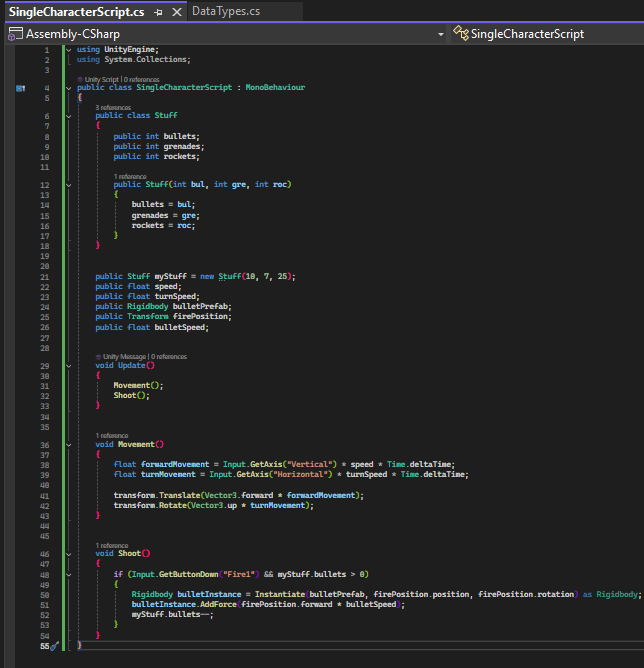 SingleCharacterScript.cs
DataTypes.cs
Assembly-CSharp
SingleCharacterScript
1 using UnityEngine;
2 using System.Collections;
3
Unity Script | 0 references
4 public class SingleCharacterScript : MonoBehaviour
5 {
3 references
6 public class Stuff
7 {
8 public int bullets;
9 public int grenades;
10 public int rockets;
11
1 reference
12 public Stuff(int bul, int gre, int roc)
13 {
14 bullets = bul;
15 grenades = gre;
16 rockets = roc;
17 }
18 }
19
20
21 public Stuff myStuff = new Stuff(10, 7, 25);
22 public float speed;
23 public float turnSpeed;
24 public Rigidbody bulletPrefab;
25 public Transform firePosition;
26 public float bulletSpeed;
27
28
Unity Message | 0 references
29 void Update()
30 {
31 Movement();
32 Shoot();
33 }
34
35
1 reference
36 void Movement()
37 {
38 float forwardMovement = Input.GetAxis("Vertical") * speed * Time.deltaTime;
39 float turnMovement = Input.GetAxis("Horizontal") * turnSpeed * Time.deltaTime;
40
41 transform.Translate(Vector3.forward * forwardMovement);
42 transform.Rotate(Vector3.up * turnMovement);
43 }
44
45
1 reference
46 void Shoot()
47 {
48 if (Input.GetButtonDown("Fire1") && myStuff.bullets > 0)
49 {
50 Rigidbody bulletInstance = Instantiate(bulletPrefab, firePosition.position, firePosition.rotation) as Rigidbody;
51 bulletInstance.AddForce(firePosition.forward * bulletSpeed);
52 myStuff.bullets--;
53 }
54 }
55 }